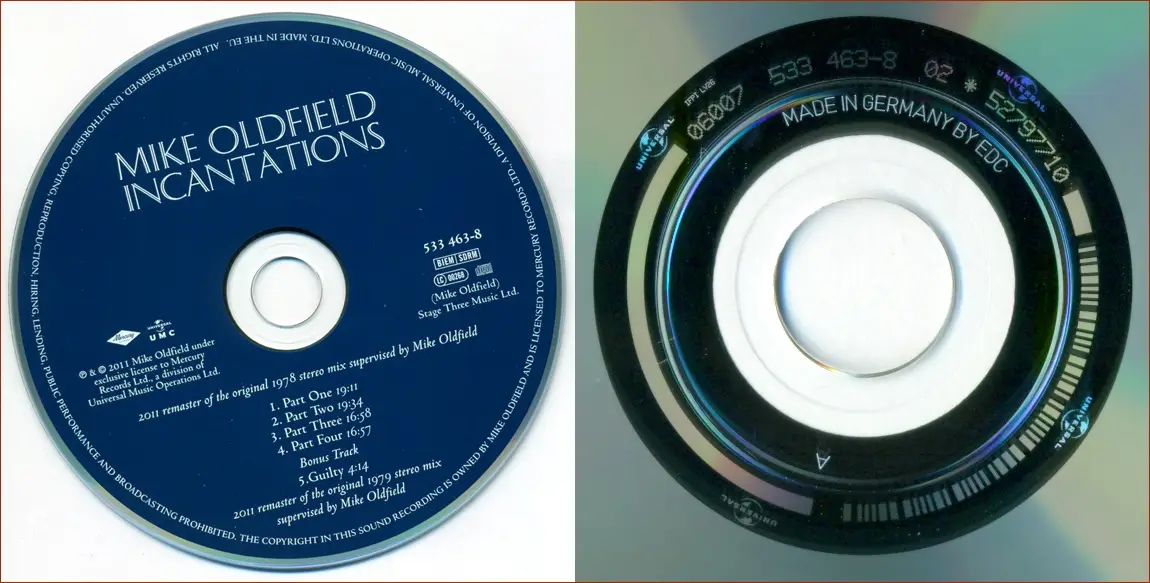 MIKE OLDFIELD
INCANTATIONS
533 463-8
BIEM SDRM
LC 00268
(Mike Oldfield)
Stage Three Music Ltd.
Mercury
UNIVERSAL
UMC
℗ & © 2011 Mike Oldfield under
exclusive license to Mercury
Records Ltd., a division of
Universal Music Operations Ltd.
2011 remaster of the original 1978 stereo mix supervised by Mike Oldfield
1. Part One 19:11
2. Part Two 19:34
3. Part Three 16:58
4. Part Four 16:57
Bonus Track
5.Guilty 4:14
2011 remaster of the original 1979 stereo mix
supervised by Mike Oldfield
ALL RIGHTS RESERVED. UNAUTHORISED COPYING, REPRODUCTION, HIRING, LENDING, PUBLIC PERFORMANCE AND BROADCASTING PROHIBITED. THE COPYRIGHT IN THIS SOUND RECORDING IS OWNED BY MIKE OLDFIELD AND IS LICENSED TO MERCURY RECORDS LTD., A DIVISION OF UNIVERSAL MUSIC OPERATIONS LTD. MADE IN THE EU.
IFPI LV26
06007 533 463-8 02 * 52797710
MADE IN GERMANY BY EDC
UNIVERSAL
UNIVERSAL
UNIVERSAL
UNIVERSAL
A